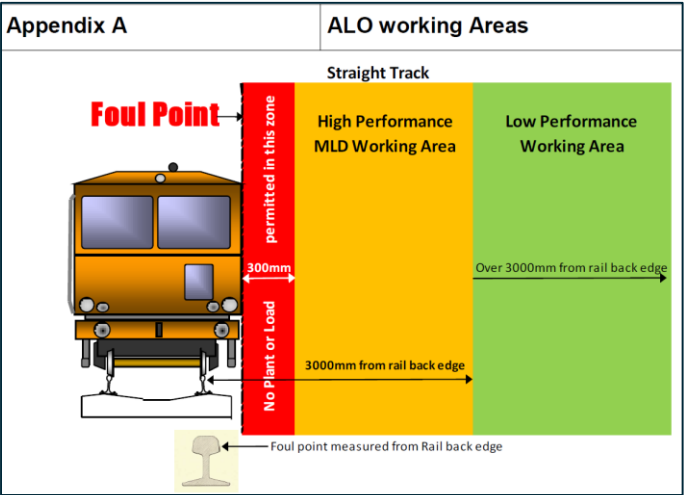 Appendix A
ALO working Areas
Straight Track
Foul Point
No Plant or Load permitted in this zone
High Performance
MLD Working Area
Low Performance
Working Area
300mm
Over 3000mm from rail back edge
3000mm from rail back edge
Foul point measured from Rail back edge